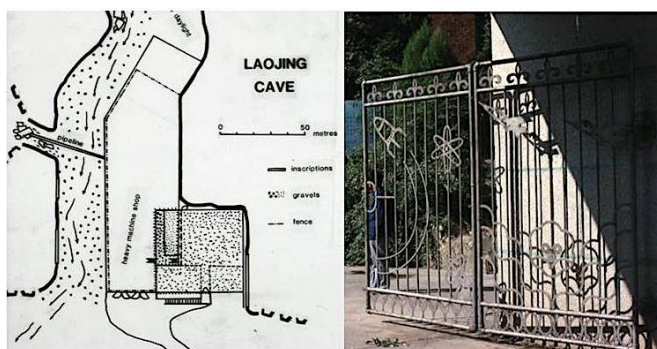 daylight
LAOJING
CAVE
0
50
metres
pipeline
inscriptions
gravels
fence
heavy machine shop